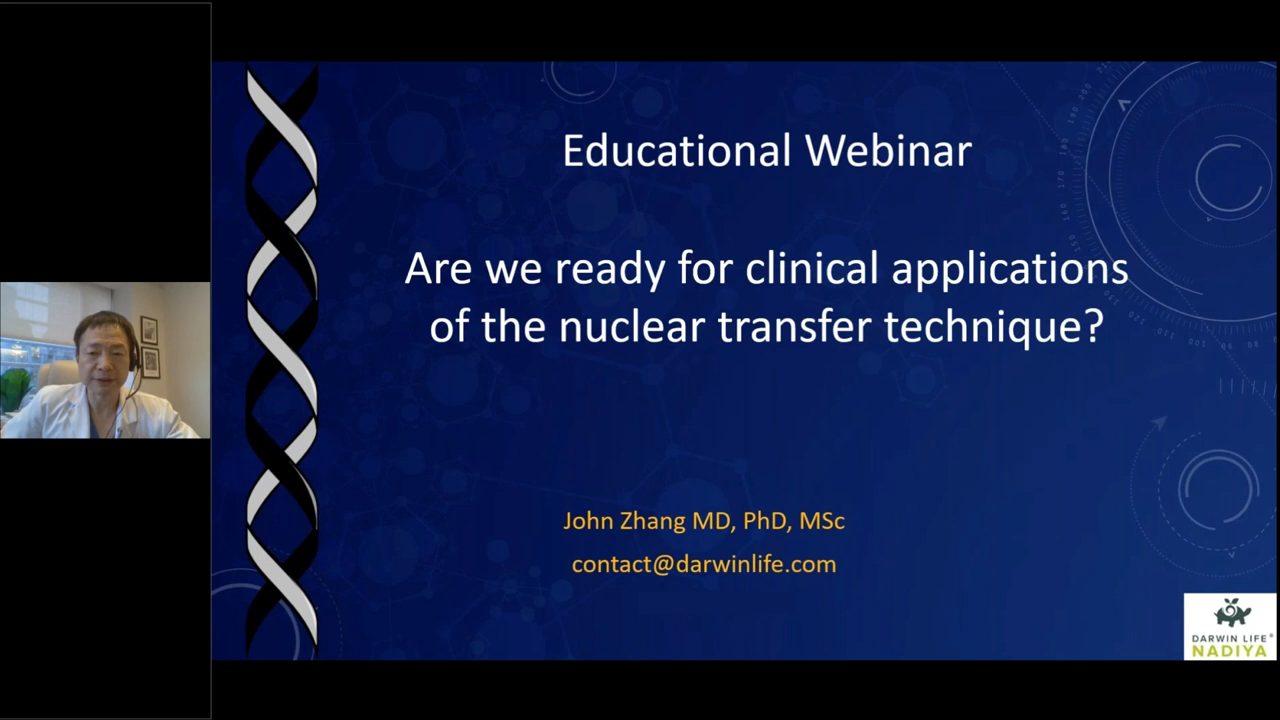 Educational Webinar
Are we ready for clinical applications
of the nuclear transfer technique?
John Zhang MD, PhD, MSc
contact@darwinlife.com
DARWIN LIFE®
NADIYA